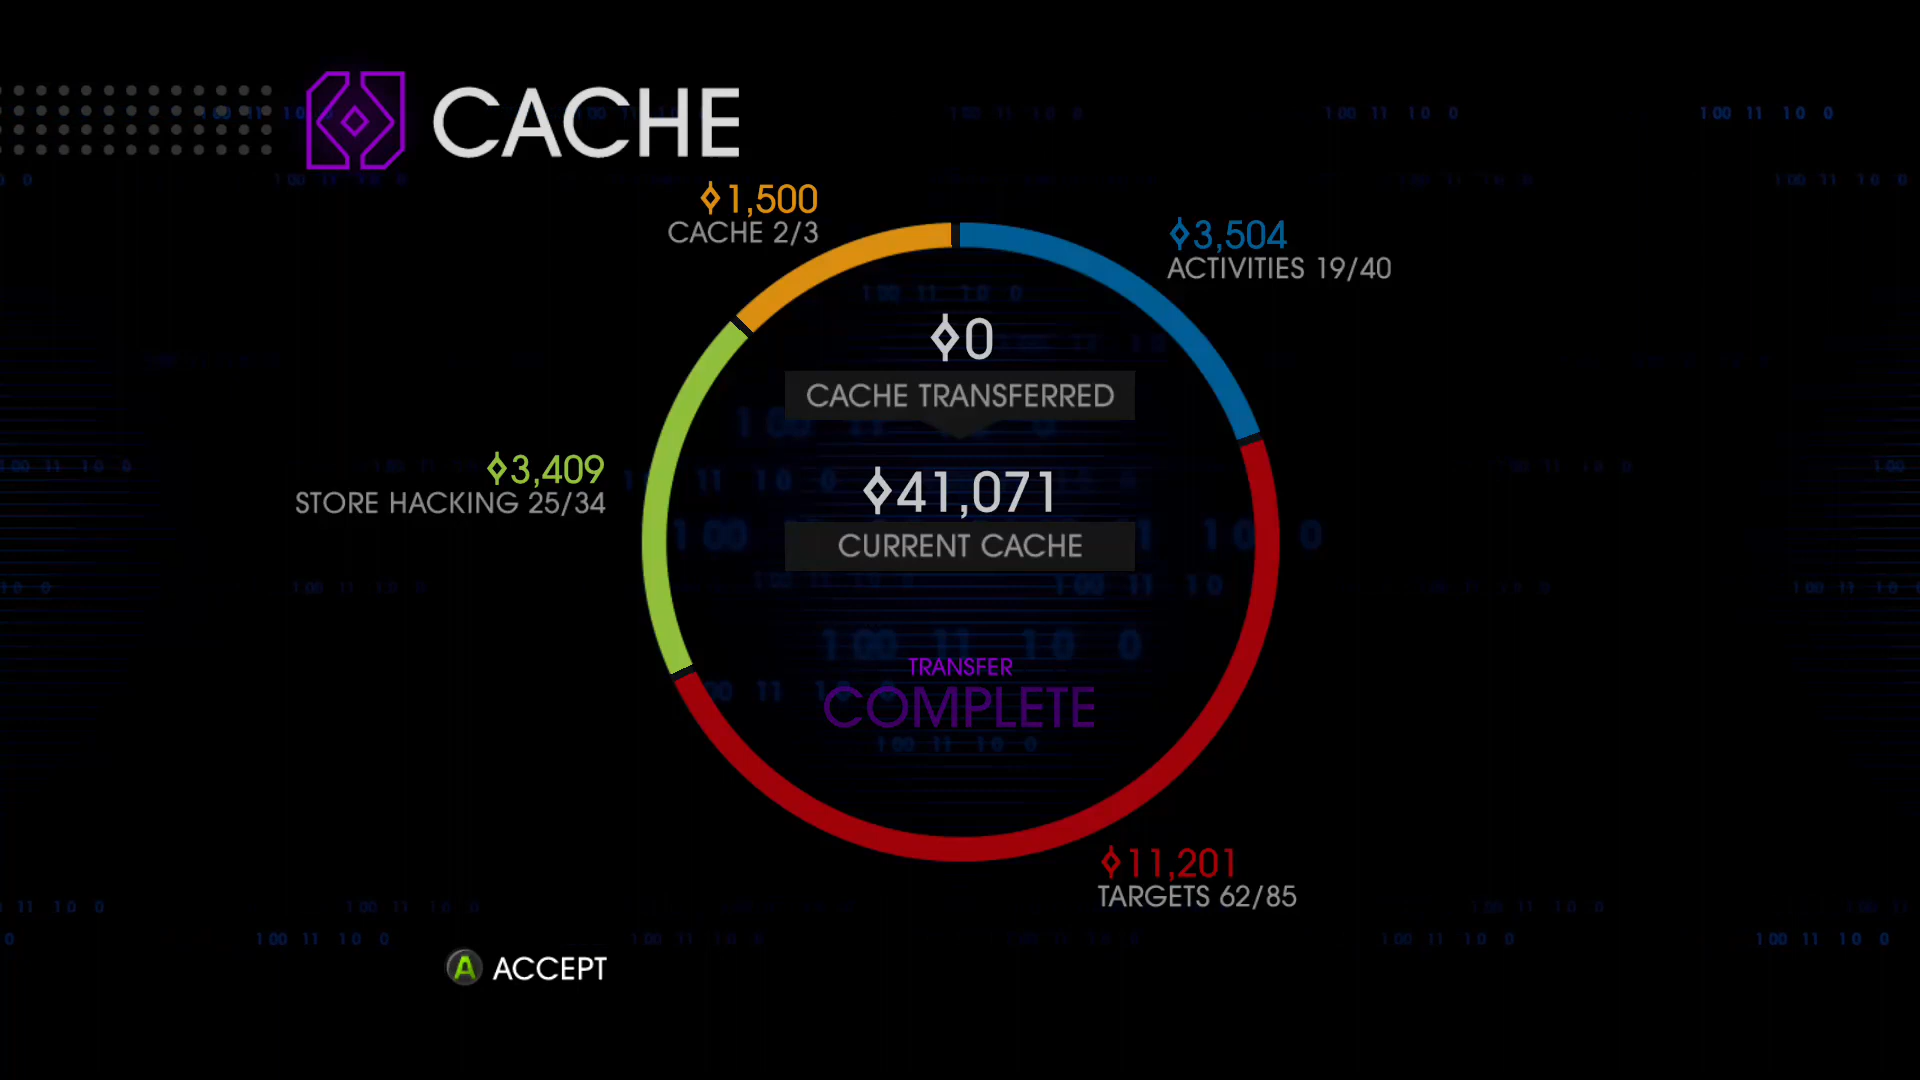 CACHE
1,500
CACHE 2/3
3,504
ACTIVITIES 19/40
0
CACHE TRANSFERRED
3,409
STORE HACKING 25/34
41,071
CURRENT CACHE
TRANSFER
COMPLETE
11,201
TARGETS 62/85
A ACCEPT